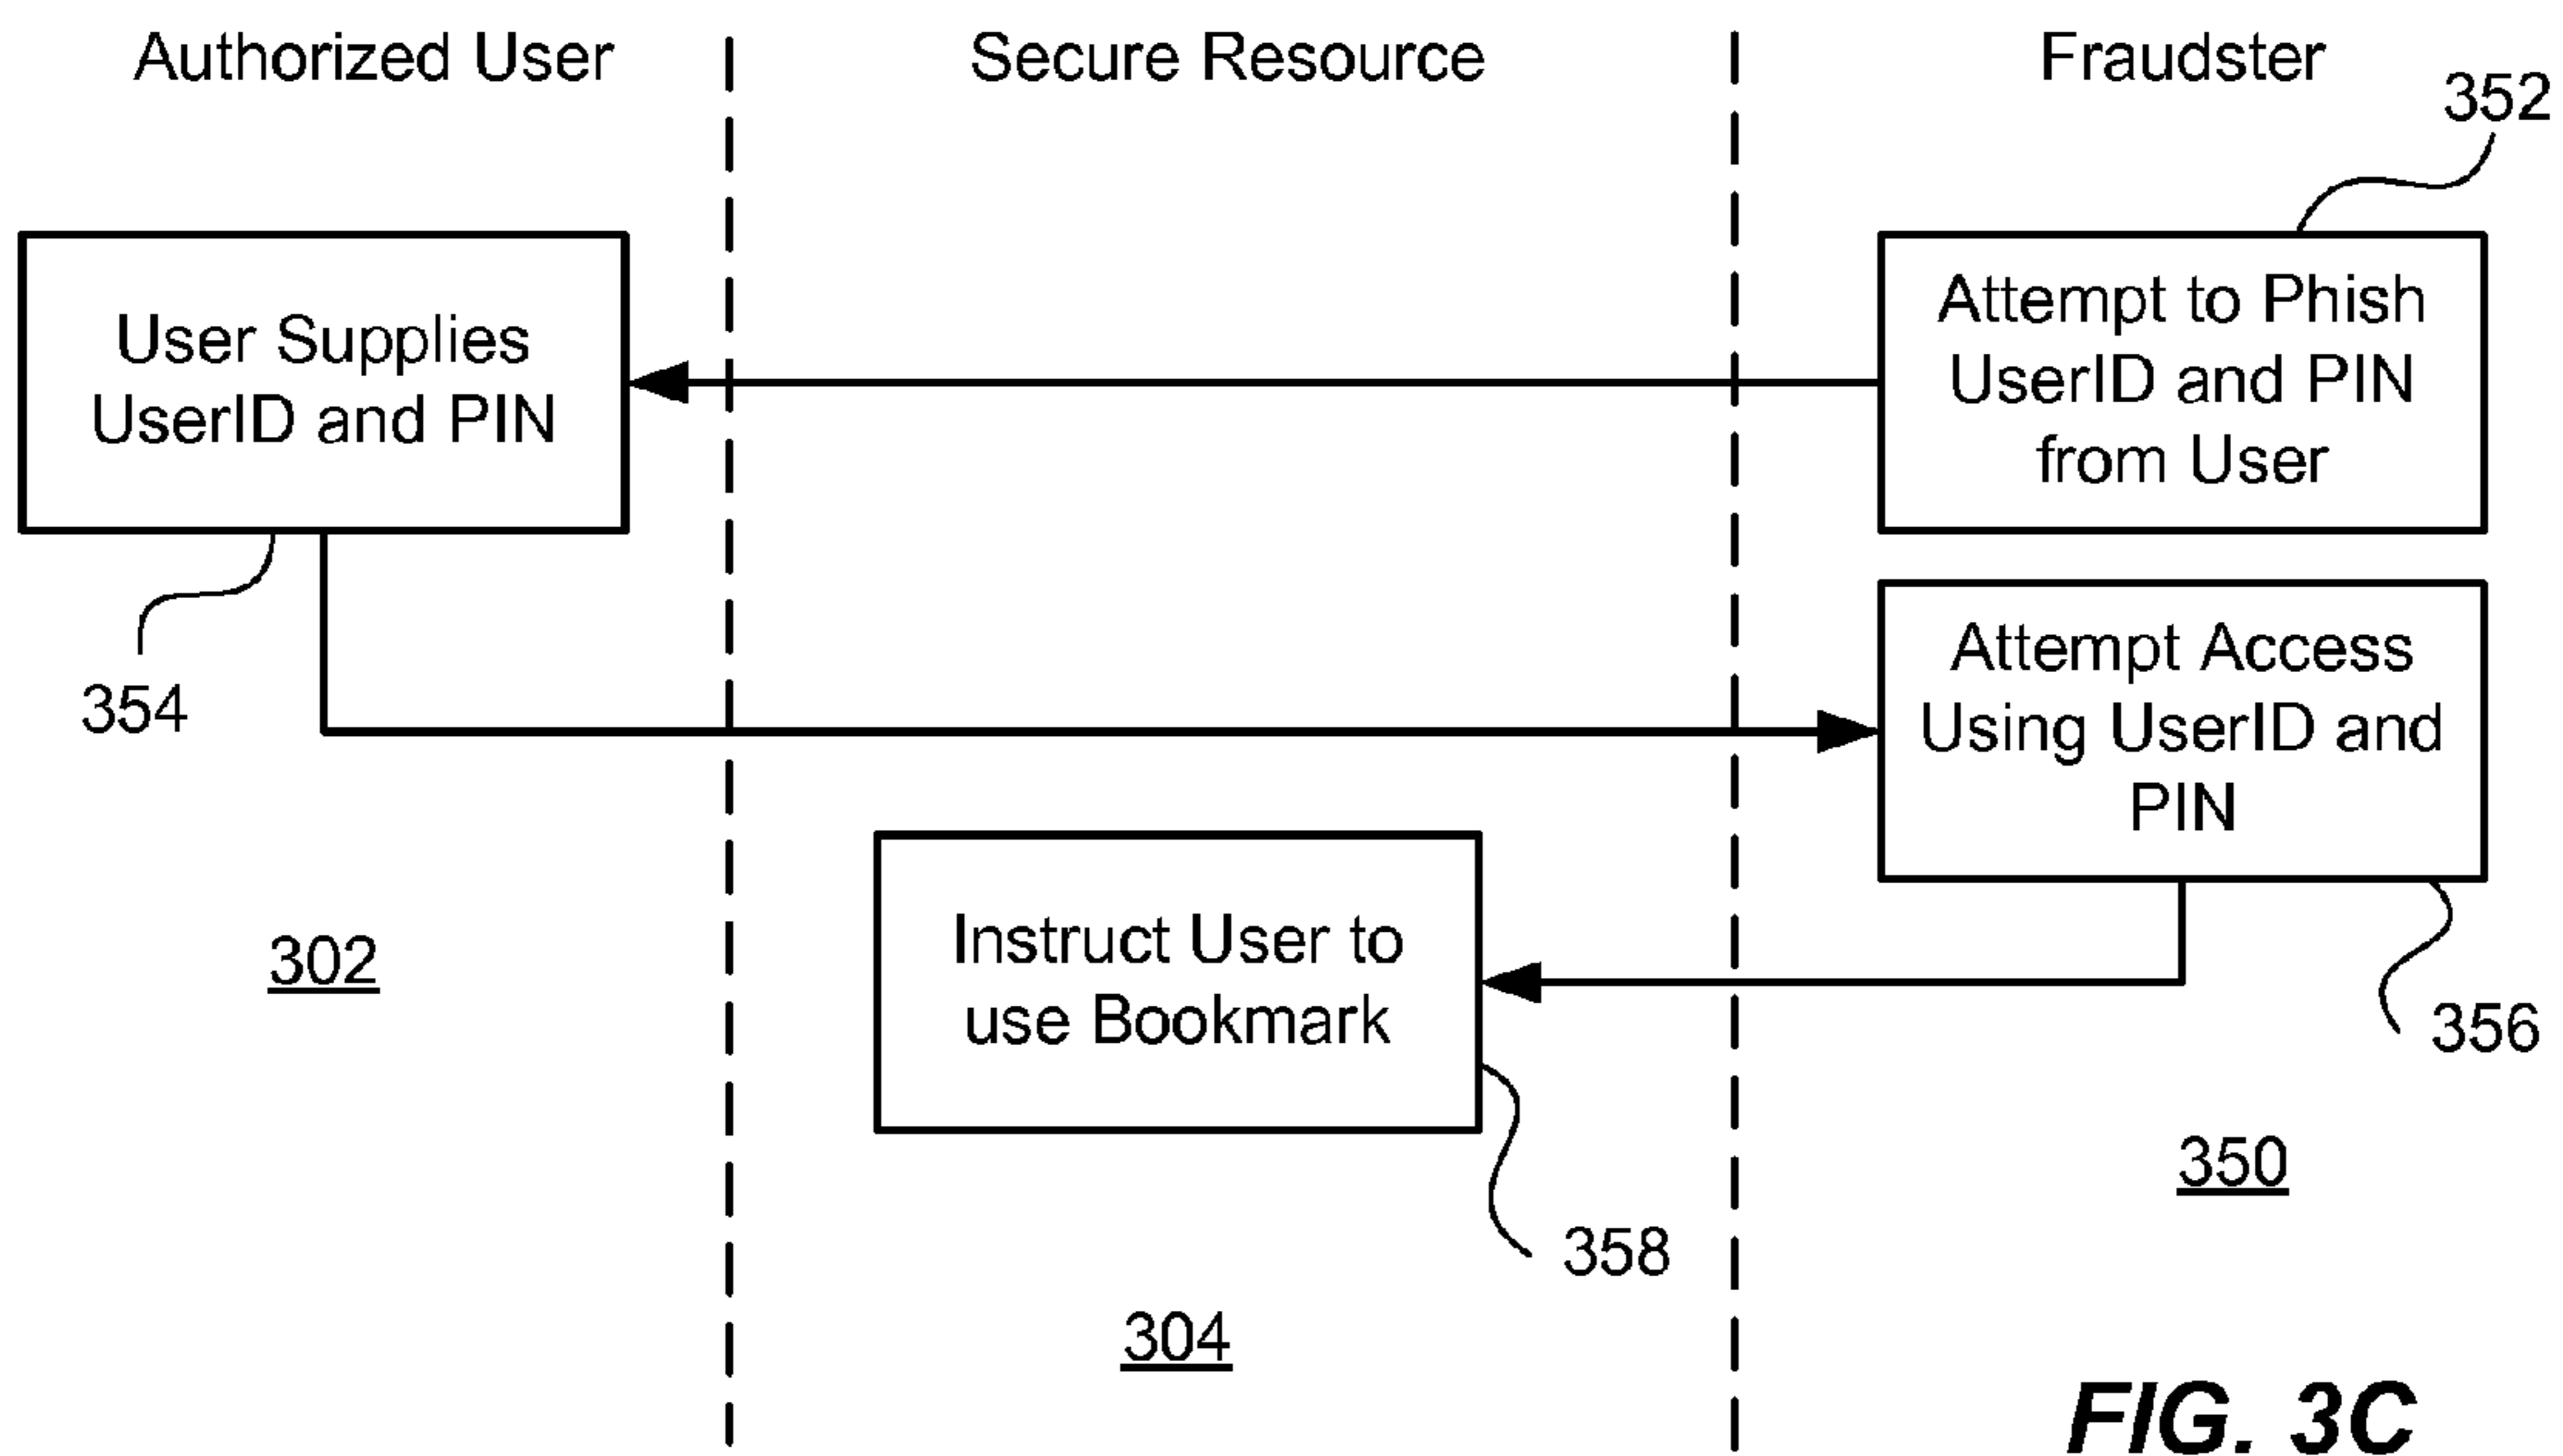 Authorized User
Secure Resource
Fraudster
352
User Supplies
UserID and PIN
Attempt to Phish
UserID and PIN
from User
354
Attempt Access
Using UserID and
PIN
Instruct User to
use Bookmark
302
356
350
358
304
FIG. 3C